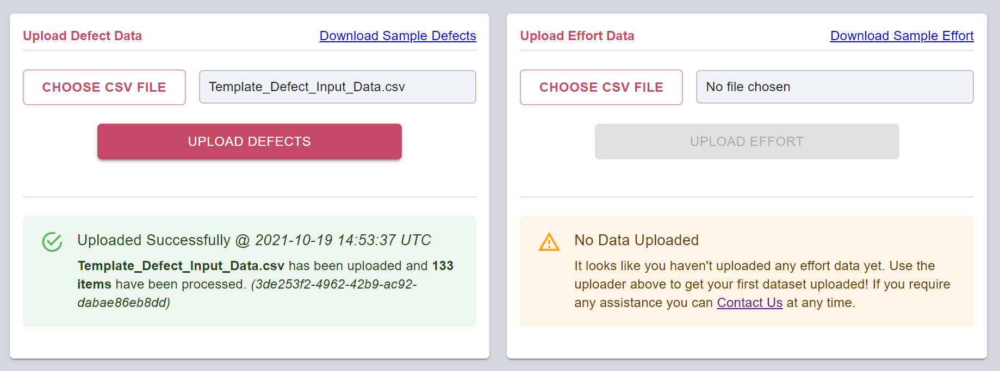 Upload Defect Data
Download Sample Defects
CHOOSE CSV FILE
Template_Defect_Input_Data.csv
UPLOAD DEFECTS
Uploaded Successfully @ 2021-10-19 14:53:37 UTC
Template_Defect_Input_Data.csv has been uploaded and 133
items have been processed. (3de253f2-4962-42b9-ac92-
dabae86eb8dd)
Upload Effort Data
Download Sample Effort
CHOOSE CSV FILE
No file chosen
UPLOAD EFFORT
No Data Uploaded
It looks like you haven't uploaded any effort data yet. Use the
uploader above to get your first dataset uploaded! If you require
any assistance you can Contact Us at any time.